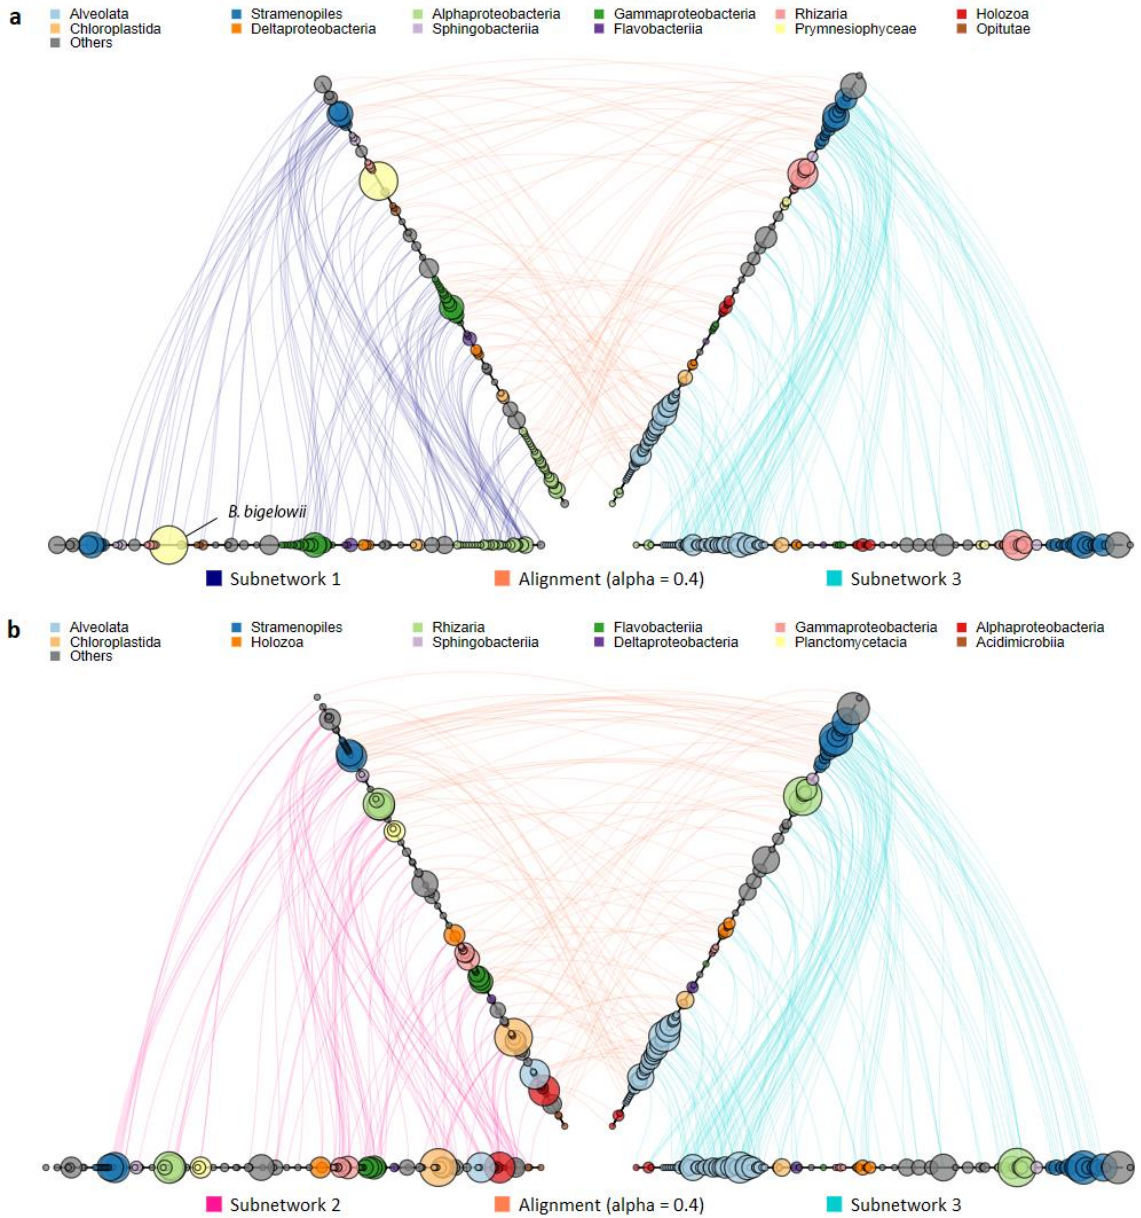 a
Alveolata Stramenopiles Alphaproteobacteria Gammaproteobacteria Rhizaria Holozoa
Chloroplastida Deltaproteobacteria Sphingobacteriia Flavobacteriia Prymnesiophyceae Opitutae
Others
B. bigelowii
Subnetwork 1 Alignment (alpha = 0.4) Subnetwork 3
b
Alveolata Stramenopiles Rhizaria Flavobacteriia Gammaproteobacteria Alphaproteobacteria
Chloroplastida Holozoa Sphingobacteriia Deltaproteobacteria Planctomycetacia Acidimicrobiia
Others
Subnetwork 2 Alignment (alpha = 0.4) Subnetwork 3